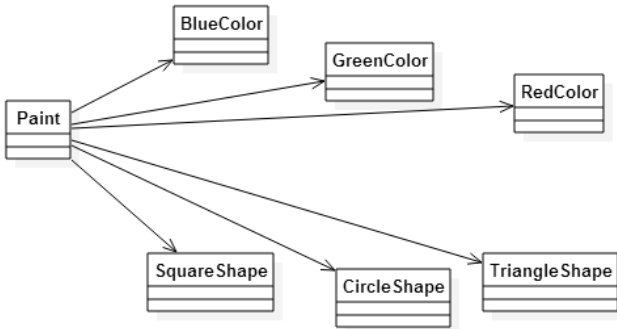 BlueColor
GreenColor
RedColor
Paint
SquareShape
CircleShape
TriangleShape